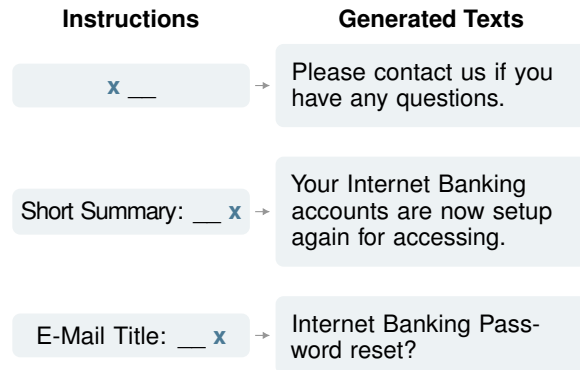 Instructions Generated Texts
x __
Please contact us if you
have any questions.
Short Summary: __ x
Your Internet Banking
accounts are now setup
again for accessing.
E-Mail Title: __ x
Internet Banking Pass-
word reset?